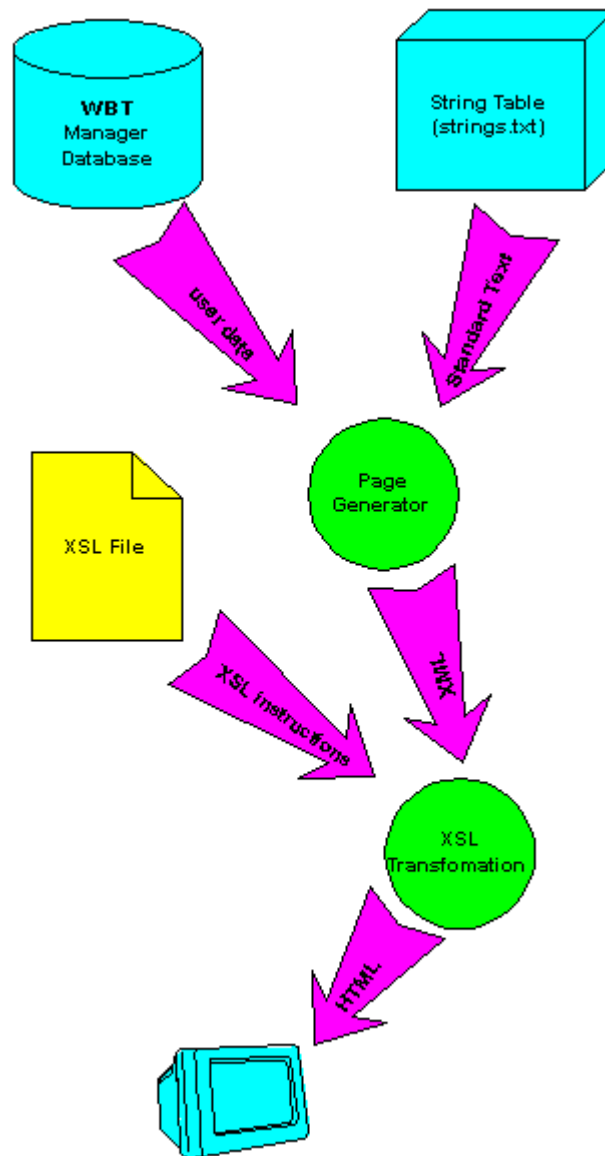 WBT
Manager
Database
String Table
(strings.txt)
user data
Standard Text
Page
Generator
XSL File
XSL instructions
XML
XSL
Transfomation
HTML